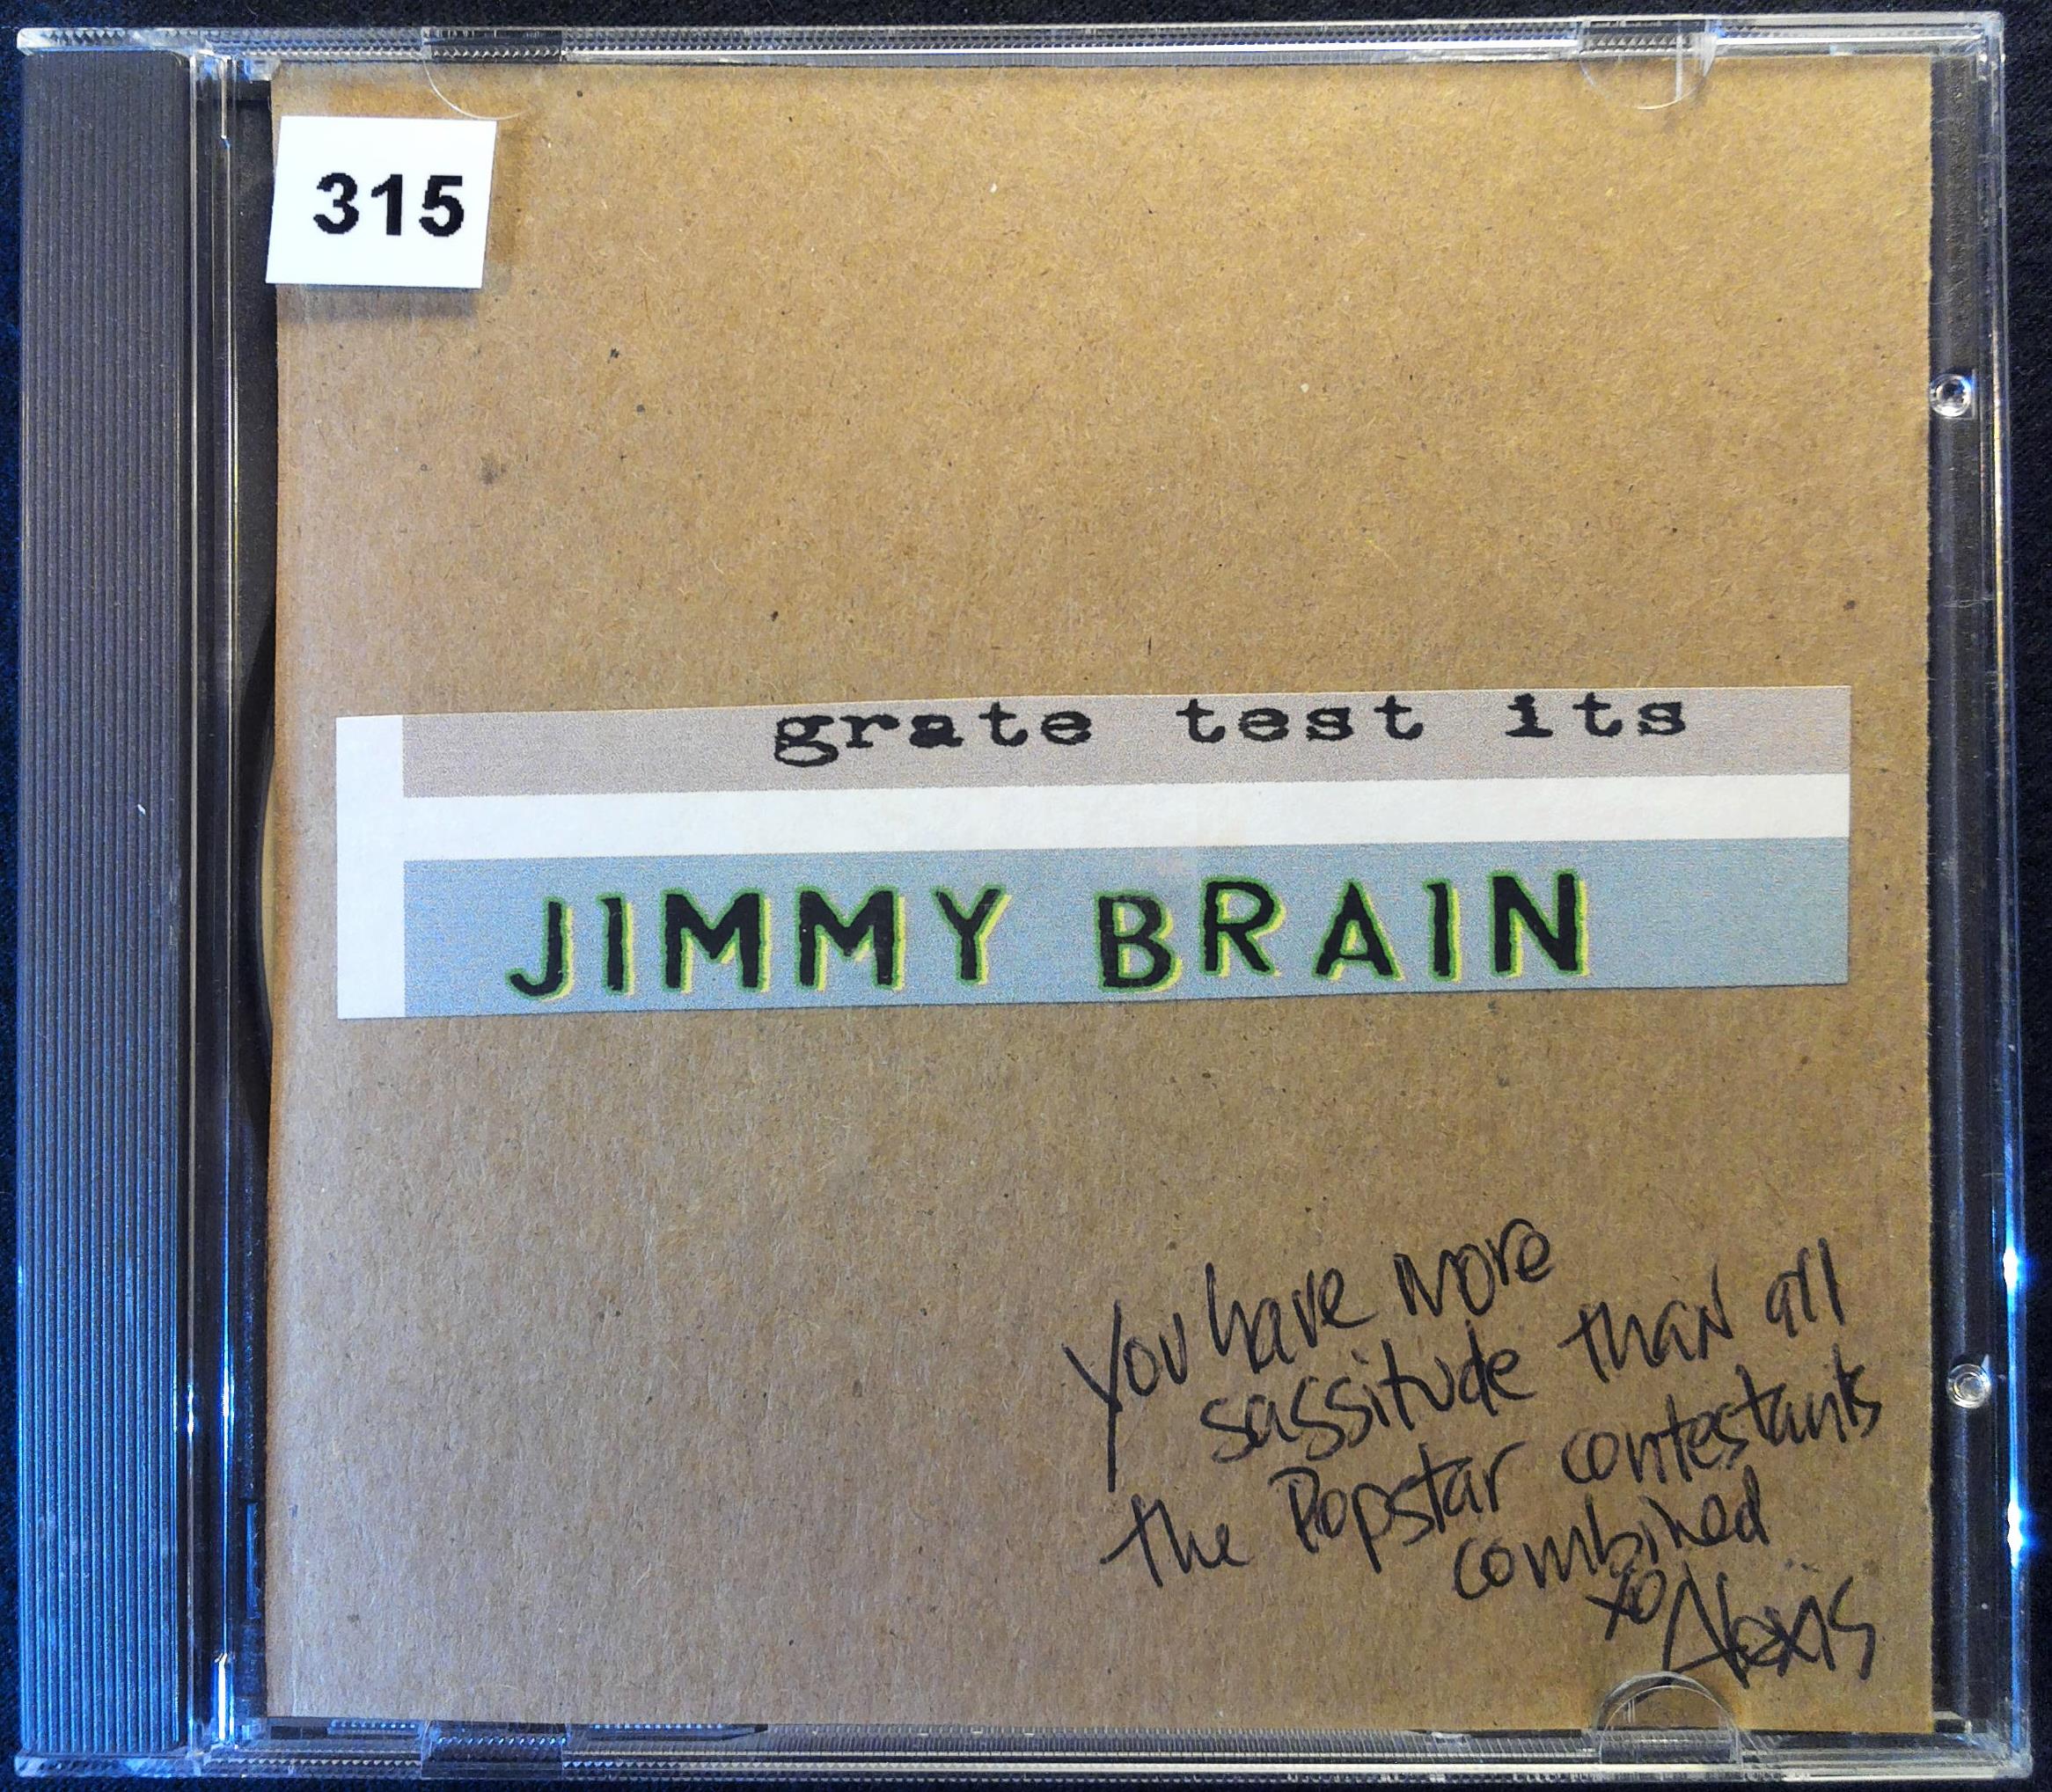 315
grate test its
JIMMY BRAIN
You have more
sassitude than all
the Popstar contestants
combined
xo Alexis